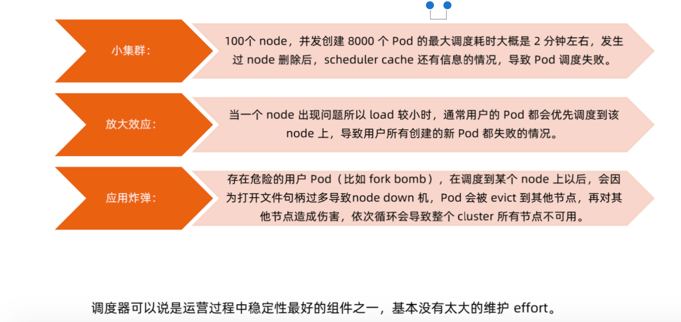 小集群：
100个 node，并发创建 8000 个 Pod 的最大调度耗时大概是 2 分钟左右，发生
过 node 删除后，scheduler cache 还有信息的情况，导致 Pod 调度失败。
放大效应：
当一个 node 出现问题所以 load 较小时，通常用户的 Pod 都会优先调度到该
node 上，导致用户所有创建的新 Pod 都失败的情况。
应用炸弹：
存在危险的用户 Pod（比如 fork bomb），在调度到某个 node 上以后，会因
为打开文件句柄过多导致node down 机，Pod 会被 evict 到其他节点，再对其
他节点造成伤害，依次循环会导致整个 cluster 所有节点不可用。
调度器可以说是运营过程中稳定性最好的组件之一，基本没有太大的维护 effort。